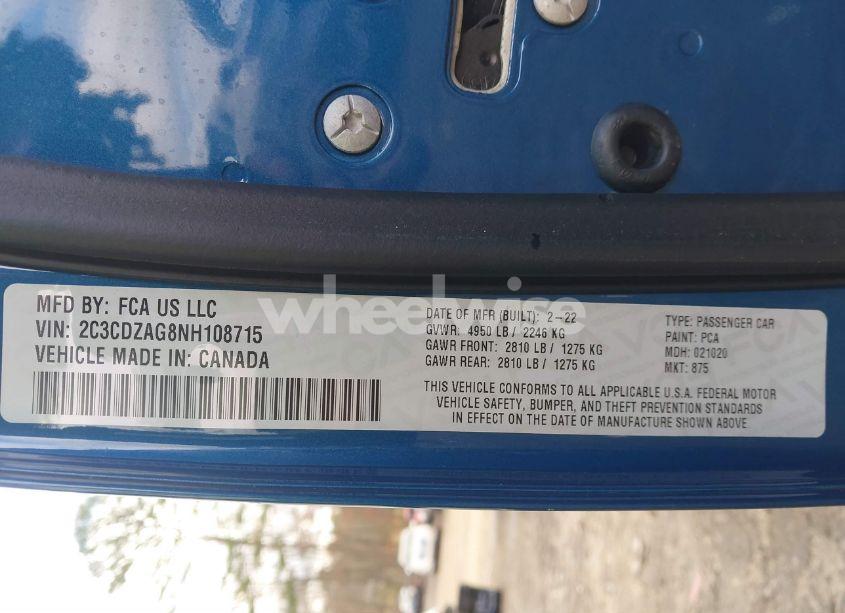 wheelwise
MFD BY: FCA US LLC
VIN: 2C3CDZAG8NH108715
VEHICLE MADE IN: CANADA
DATE OF MFR (BUILT): 2-22
GVWR: 4950 LB / 2246 KG
GAWR FRONT: 2810 LB / 1275 KG
GAWR REAR: 2810 LB / 1275 KG
TYPE: PASSENGER CAR
PAINT: PCA
MDH: 021020
MKT: 875
THIS VEHICLE CONFORMS TO ALL APPLICABLE U.S.A. FEDERAL MOTOR
VEHICLE SAFETY, BUMPER, AND THEFT PREVENTION STANDARDS
IN EFFECT ON THE DATE OF MANUFACTURE SHOWN ABOVE